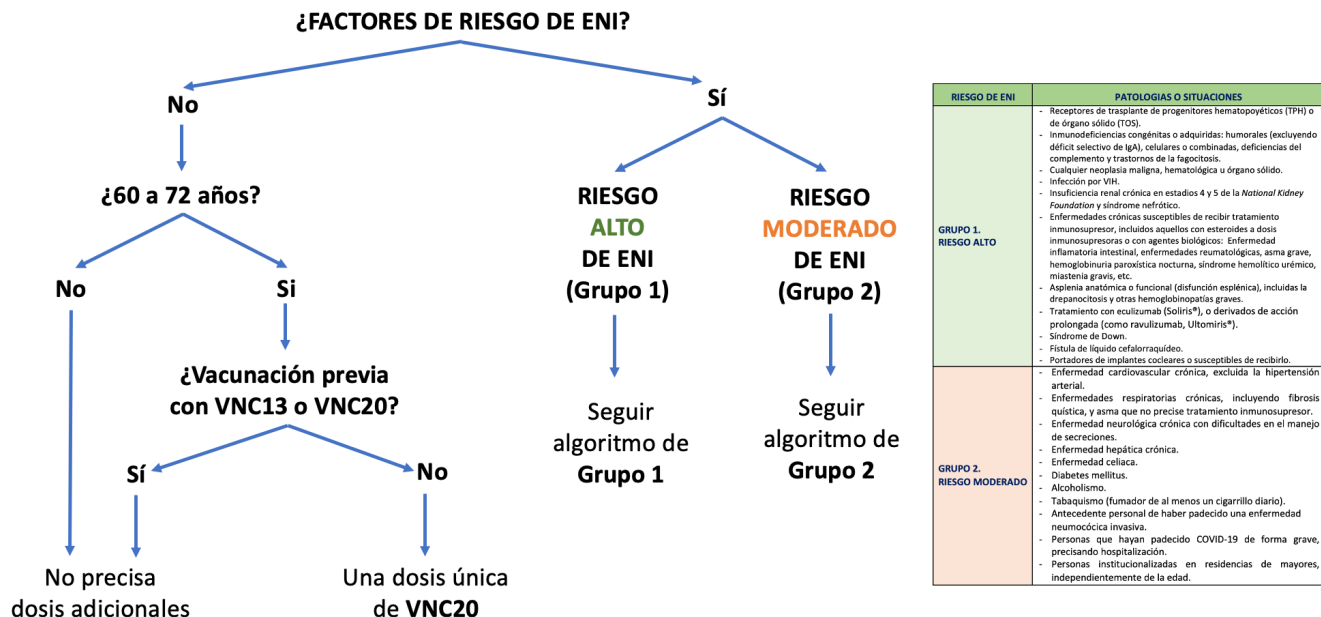 ¿FACTORES DE RIESGO DE ENI?
No
Sí
¿60 a 72 años?
RIESGO
ALTO
DE ENI
(Grupo 1)
RIESGO
MODERADO
DE ENI
(Grupo 2)
No
Si
¿Vacunación previa
con VNC13 o VNC20?
Seguir
algoritmo de
Grupo 1
Seguir
algoritmo de
Grupo 2
Sí
No
No precisa
dosis adicionales
Una dosis única
de VNC20
RIESGO DE ENI
PATOLOGIAS O SITUACIONES
GRUPO 1.
RIESGO ALTO
- Receptores de trasplante de progenitores hematopoyéticos (TPH) o
de órgano sólido (TOS).
- Inmunodeficiencias congénitas o adquiridas: humorales (excluyendo
déficit selectivo de IgA), celulares o combinadas, deficiencias del
complemento y trastornos de la fagocitosis.
- Cualquier neoplasia maligna, hematológica u órgano sólido.
- Infección por VIH.
- Insuficiencia renal crónica en estadios 4 y 5 de la National Kidney
Foundation y síndrome nefrótico.
- Enfermedades crónicas susceptibles de recibir tratamiento
inmunosupresor, incluidos aquellos con esteroides a dosis
inmunosupresoras o con agentes biológicos: Enfermedad
inflamatoria intestinal, enfermedades reumatológicas, asma grave,
hemoglobinuria paroxística nocturna, síndrome hemolítico urémico,
miastenia gravis, etc.
- Asplenia anatómica o funcional (disfunción esplénica), incluidas la
drepanocitosis y otras hemoglobinopatías graves.
- Tratamiento con eculizumab (Soliris®), o derivados de acción
prolongada (como ravulizumab, Ultomiris®).
- Síndrome de Down.
- Fístula de líquido cefalorraquídeo.
- Portadores de implantes cocleares o susceptibles de recibirlo.
GRUPO 2.
RIESGO MODERADO
- Enfermedad cardiovascular crónica, excluida la hipertensión
arterial.
- Enfermedades respiratorias crónicas, incluyendo fibrosis
quística, y asma que no precise tratamiento inmunosupresor.
- Enfermedad neurológica crónica con dificultades en el manejo
de secreciones.
- Enfermedad hepática crónica.
- Enfermedad celiaca.
- Diabetes mellitus.
- Alcoholismo.
- Tabaquismo (fumador de al menos un cigarrillo diario).
- Antecedente personal de haber padecido una enfermedad
neumocócica invasiva.
- Personas que hayan padecido COVID-19 de forma grave,
precisando hospitalización.
- Personas institucionalizadas en residencias de mayores,
independientemente de la edad.